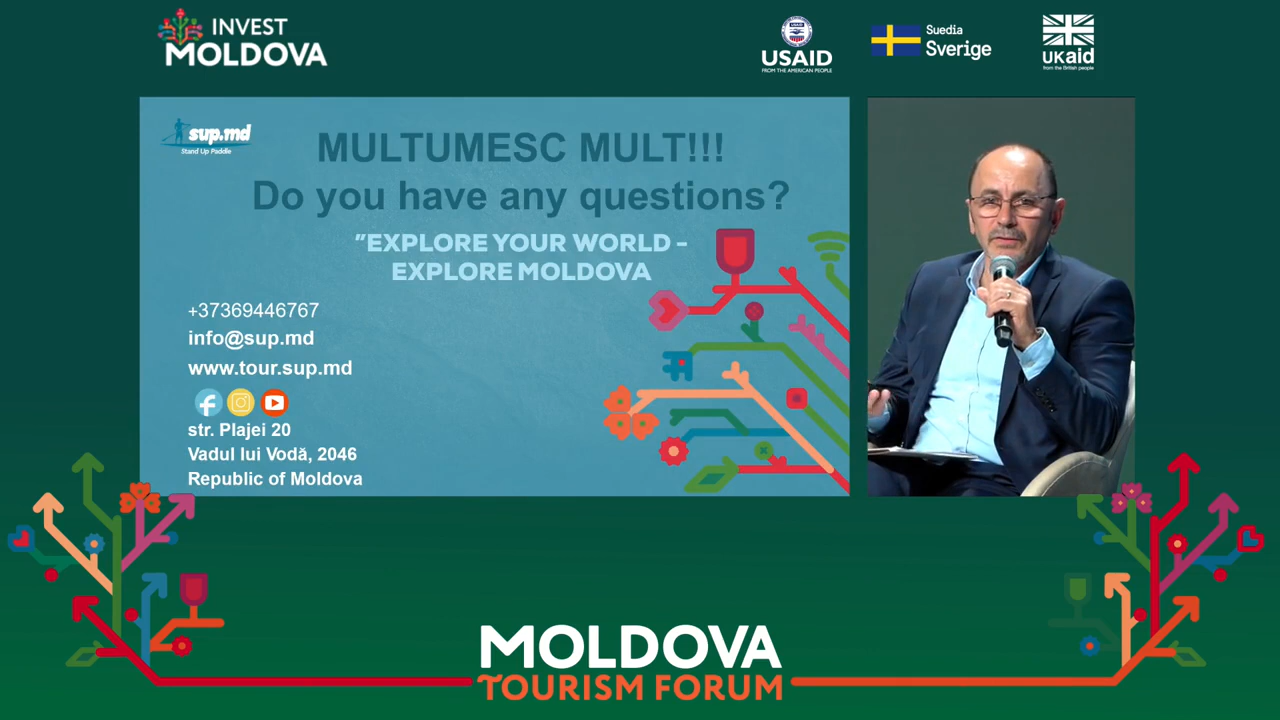 INVEST
MOLDOVA
USAID
FROM THE AMERICAN PEOPLE
Suedia
Sverige
UKaid
from the British people
sup.md
Stand Up Paddle
MULTUMESC MULT!!!
Do you have any questions?
"EXPLORE YOUR WORLD -
EXPLORE MOLDOVA
+37369446767
info@sup.md
www.tour.sup.md
str. Plajei 20
Vadul lui Vodă, 2046
Republic of Moldova
MOLDOVA
TOURISM FORUM